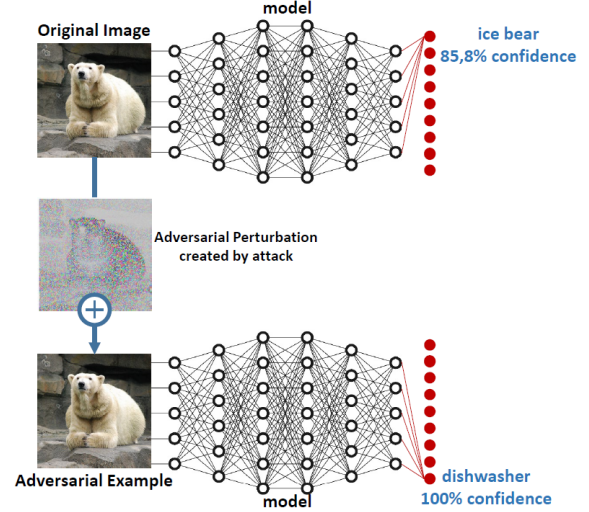 model
Original Image
ice bear
85,8% confidence
Adversarial Perturbation
created by attack
Adversarial Example
dishwasher
100% confidence
model